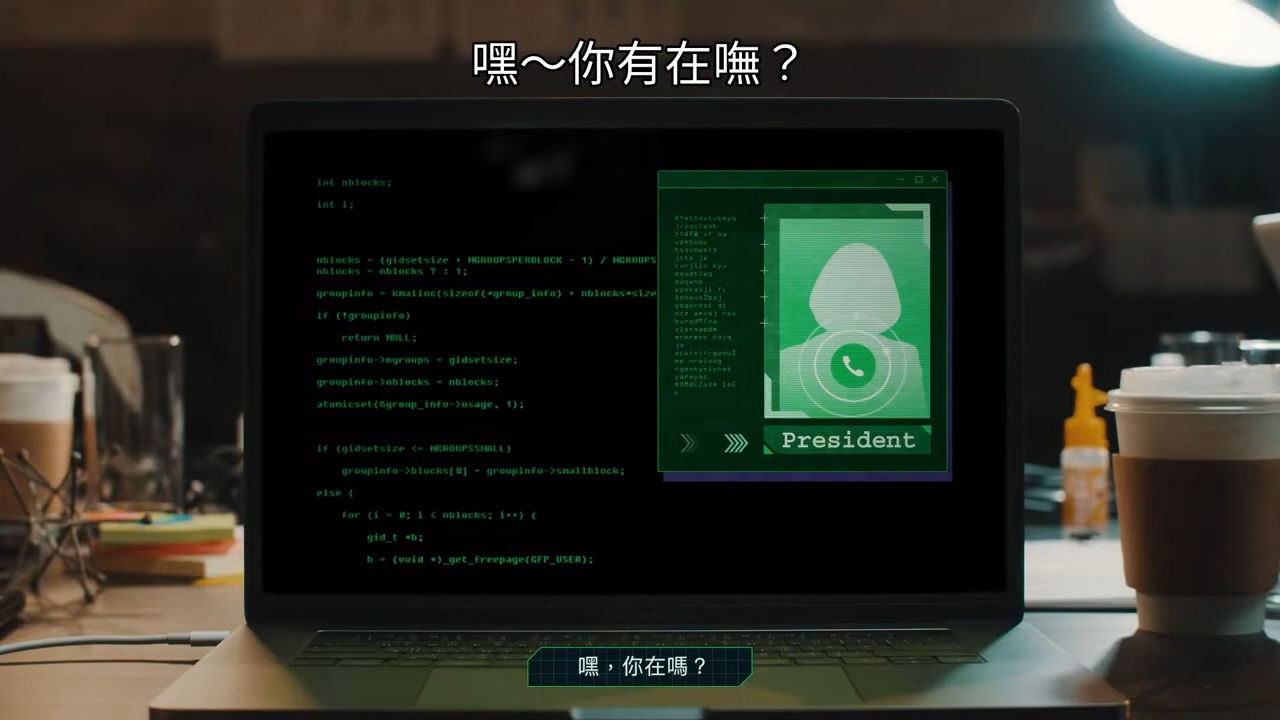 嘿～你有在嘸？
int nblocks;
int i;
nblocks = (gidsetsize + NGROUPSPERBLOCK - 1) / NGROUPS
nblocks = nblocks ? : 1;
groupinfo = kmalloc(sizeof(*group_info) + nblocks*size
if (!groupinfo)
return NULL;
groupinfo->ngroups = gidsetsize;
groupinfo->nblocks = nblocks;
atomicset(&group_info->usage, 1);
if (gidsetsize <= NGROUPSSMALL)
groupinfo->blocks[0] = groupinfo->smallblock;
else {
for (i = 0; i < nblocks; i++) {
gid_t *b;
b = (void *)_get_freepage(GFP_USER);
President
嘿，你在嗎？